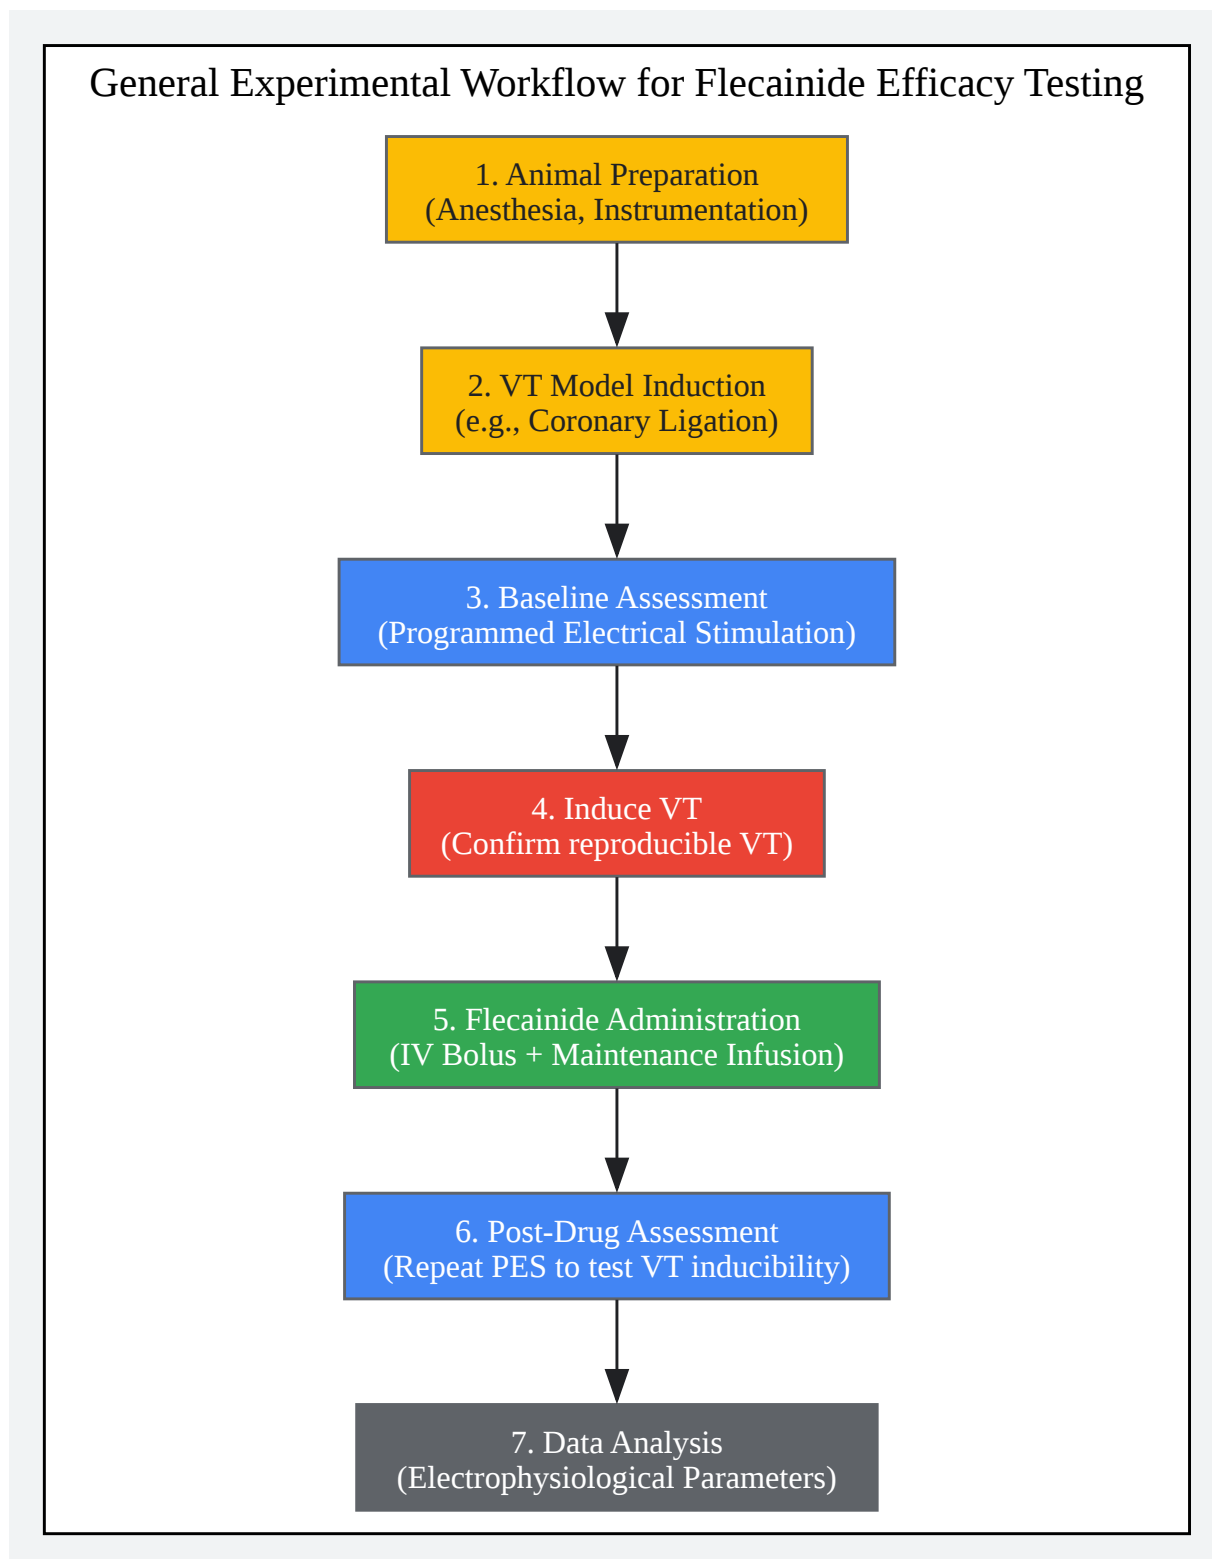 General Experimental Workflow for Flecainide Efficacy Testing
1. Animal Preparation
(Anesthesia, Instrumentation)
2. VT Model Induction
(e.g., Coronary Ligation)
3. Baseline Assessment
(Programmed Electrical Stimulation)
4. Induce VT
(Confirm reproducible VT)
5. Flecainide Administration
(IV Bolus + Maintenance Infusion)
6. Post-Drug Assessment
(Repeat PES to test VT inducibility)
7. Data Analysis
(Electrophysiological Parameters)